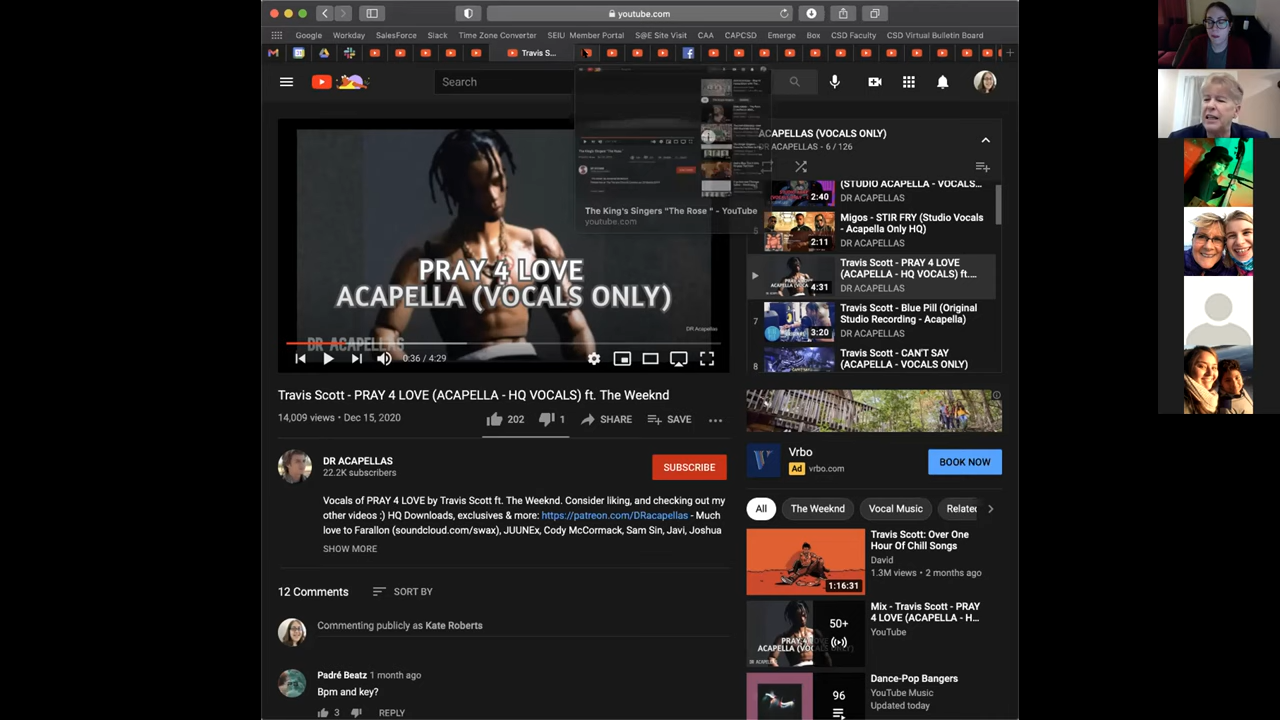 youtube.com
Google Workday SalesForce Slack Time Zone Converter SEIU Member Portal S@E Site Visit CAA CAPCSD Emerge Box CSD Faculty CSD Virtual Bulletin Board
Travis S...
Search
The King's Singers "The Rose " - YouTube
youtube.com
ACAPELLAS (VOCALS ONLY)
DR ACAPELLAS - 6 / 126
(STUDIO ACAPELLA - VOCALS...
DR ACAPELLAS
2:40
5
Migos - STIR FRY (Studio Vocals
- Acapella Only HQ)
DR ACAPELLAS
2:11
Travis Scott - PRAY 4 LOVE
(ACAPELLA - HQ VOCALS) ft....
DR ACAPELLAS
4:31
7
Travis Scott - Blue Pill (Original
Studio Recording - Acapella)
DR ACAPELLAS
3:20
8
Travis Scott - CAN'T SAY
(ACAPELLA - VOCALS ONLY)
PRAY 4 LOVE
ACAPELLA (VOCALS ONLY)
DR Acapellas
DR ACAPELLAS
0:36 / 4:29
Travis Scott - PRAY 4 LOVE (ACAPELLA - HQ VOCALS) ft. The Weeknd
14,009 views • Dec 15, 2020
202 1 SHARE SAVE
DR ACAPELLAS
22.2K subscribers
SUBSCRIBE
Vocals of PRAY 4 LOVE by Travis Scott ft. The Weeknd. Consider liking, and checking out my
other videos :) HQ Downloads, exclusives & more: https://patreon.com/DRacapellas - Much
love to Farallon (soundcloud.com/swax), JUUNEx, Cody McCormack, Sam Sin, Javi, Joshua
SHOW MORE
12 Comments SORT BY
Commenting publicly as Kate Roberts
Padré Beatz 1 month ago
Bpm and key?
3 REPLY
Vrbo
Ad vrbo.com
BOOK NOW
All The Weeknd Vocal Music Related
Travis Scott: Over One
Hour Of Chill Songs
David
1.3M views • 2 months ago
1:16:31
Mix - Travis Scott - PRAY
4 LOVE (ACAPELLA - H...
YouTube
50+
Dance-Pop Bangers
YouTube Music
Updated today
96